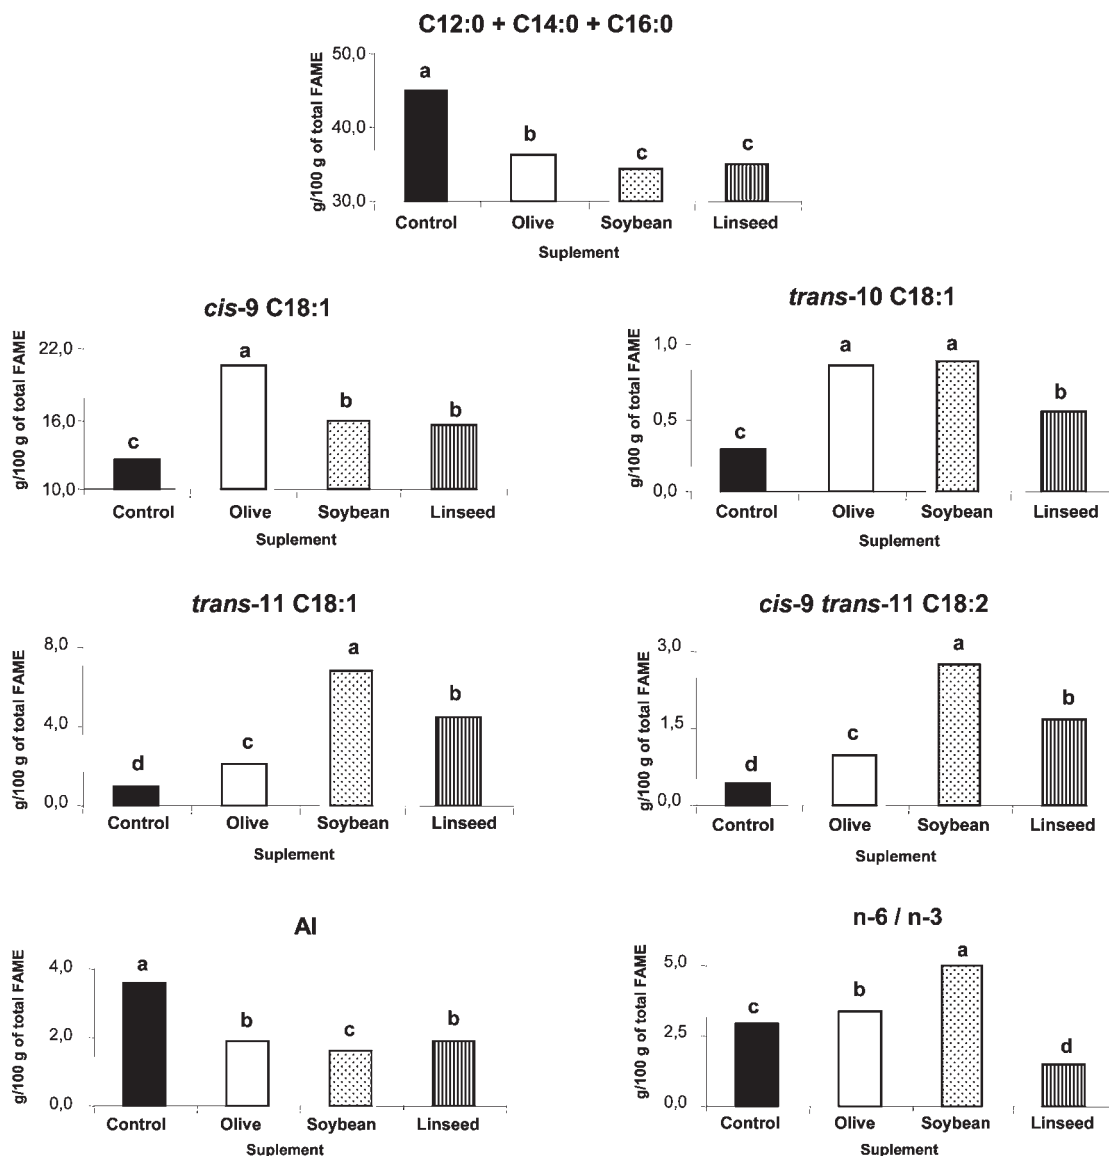 C12:0 + C14:0 + C16:0
g/100 g of total FAME
50,0
40,0
30,0
a
b
c
c
Control Olive Soybean Linseed
Suplement
cis-9 C18:1
g/100 g of total FAME
22,0
16,0
10,0
c
a
b
b
Control Olive Soybean Linseed
Suplement
trans-10 C18:1
g/100 g of total FAME
1,0
0,5
0,0
c
a
a
b
Control Olive Soybean Linseed
Suplement
trans-11 C18:1
g/100 g of total FAME
8,0
4,0
0,0
d
c
a
b
Control Olive Soybean Linseed
Suplement
cis-9 trans-11 C18:2
g/100 g of total FAME
3,0
1,5
0,0
d
c
a
b
Control Olive Soybean Linseed
Suplement
AI
g/100 g of total FAME
4,0
2,0
0,0
a
b
c
b
Control Olive Soybean Linseed
Suplement
n-6 / n-3
g/100 g of total FAME
5,0
2,5
0,0
c
b
a
d
Control Olive Soybean Linseed
Suplement